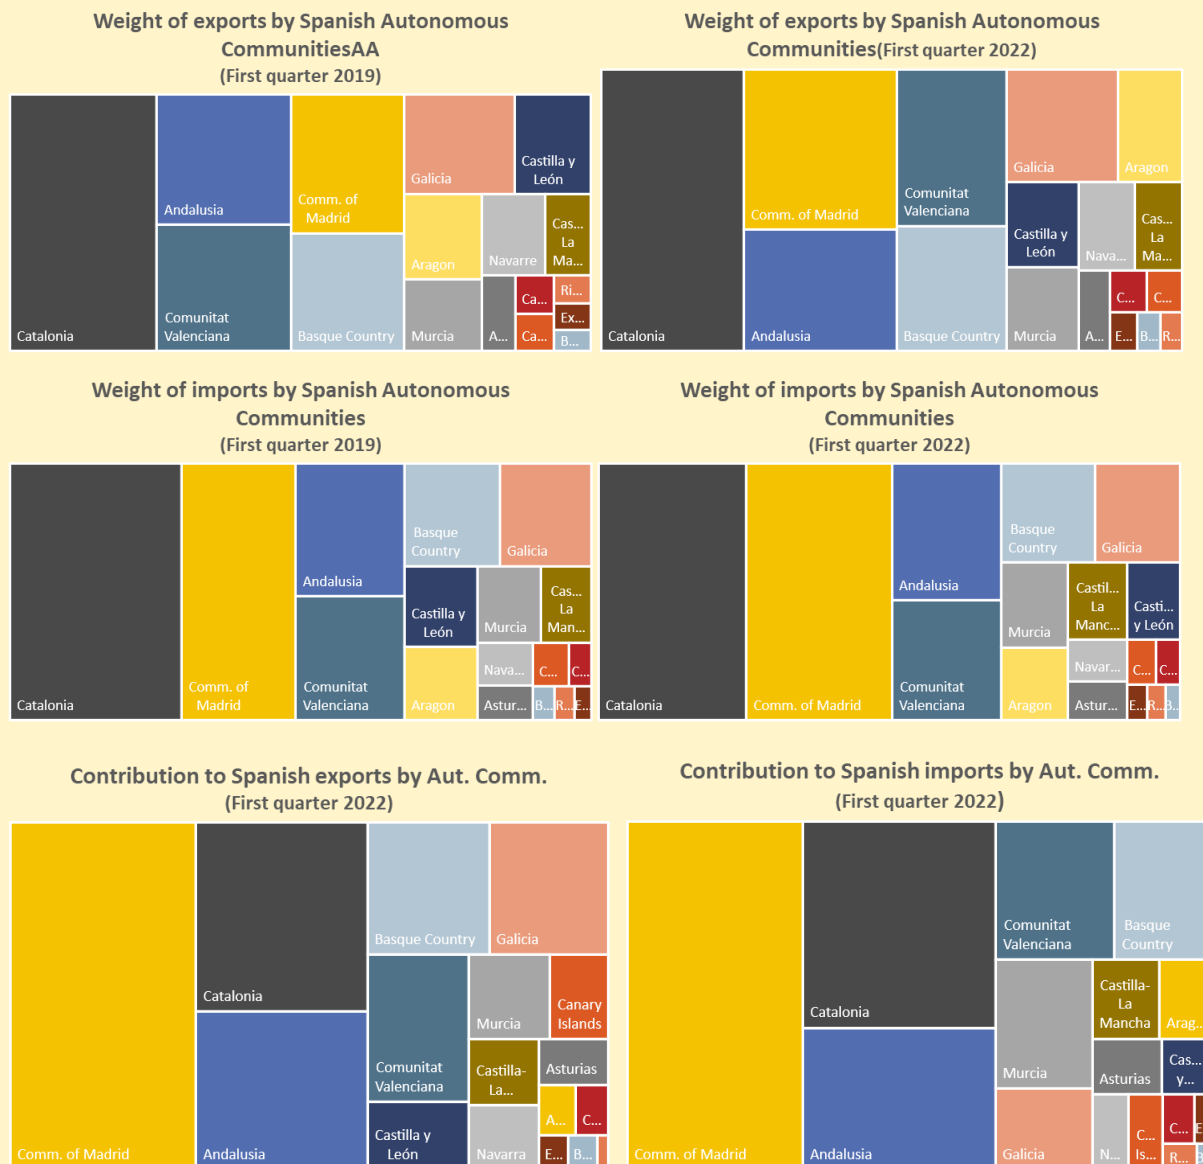 Weight of exports by Spanish Autonomous
CommunitiesAA
(First quarter 2019)
Catalonia
Andalusia
Comunitat
Valenciana
Comm. of
Madrid
Basque Country
Galicia
Castilla y
León
Aragon
Murcia
Navarre
Cas...
La
Ma...
A...
Ca...
Ca...
Ri...
Ex...
B...
Weight of exports by Spanish Autonomous
Communities(First quarter 2022)
Catalonia
Comm. of Madrid
Andalusia
Comunitat
Valenciana
Basque Country
Galicia
Aragon
Castilla y
León
Murcia
Nava...
Cas...
La
Ma...
A...
C...
C...
E...
B...
R...
Weight of imports by Spanish Autonomous
Communities
(First quarter 2019)
Catalonia
Comm. of
Madrid
Andalusia
Comunitat
Valenciana
Basque
Country
Galicia
Castilla y
León
Aragon
Murcia
Cas...
La
Man...
Nava...
Astur...
C...
C...
B...
R...
E...
Weight of imports by Spanish Autonomous
Communities
(First quarter 2022)
Catalonia
Comm. of Madrid
Andalusia
Comunitat
Valenciana
Basque
Country
Galicia
Murcia
Aragon
Castil...
La
Manc...
Casti...
y León
Navar...
Astur...
C...
C...
E...
R...
B...
Contribution to Spanish exports by Aut. Comm.
(First quarter 2022)
Comm. of Madrid
Catalonia
Andalusia
Basque Country
Galicia
Comunitat
Valenciana
Castilla y
León
Murcia
Canary
Islands
Castilla-
La...
Navarra
Asturias
A...
C...
E...
B...
Contribution to Spanish imports by Aut. Comm.
(First quarter 2022)
Comm. of Madrid
Catalonia
Andalusia
Comunitat
Valenciana
Basque
Country
Murcia
Galicia
Castilla-
La
Mancha
Arag...
Asturias
Cas...
y...
N...
C...
Is...
C...
R...
E